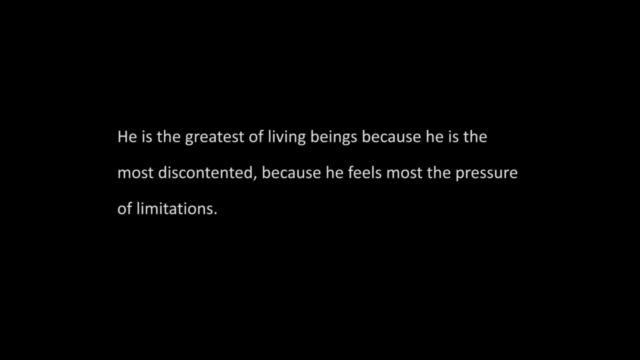 He is the greatest of living beings because he is the
most discontented, because he feels most the pressure
of limitations.